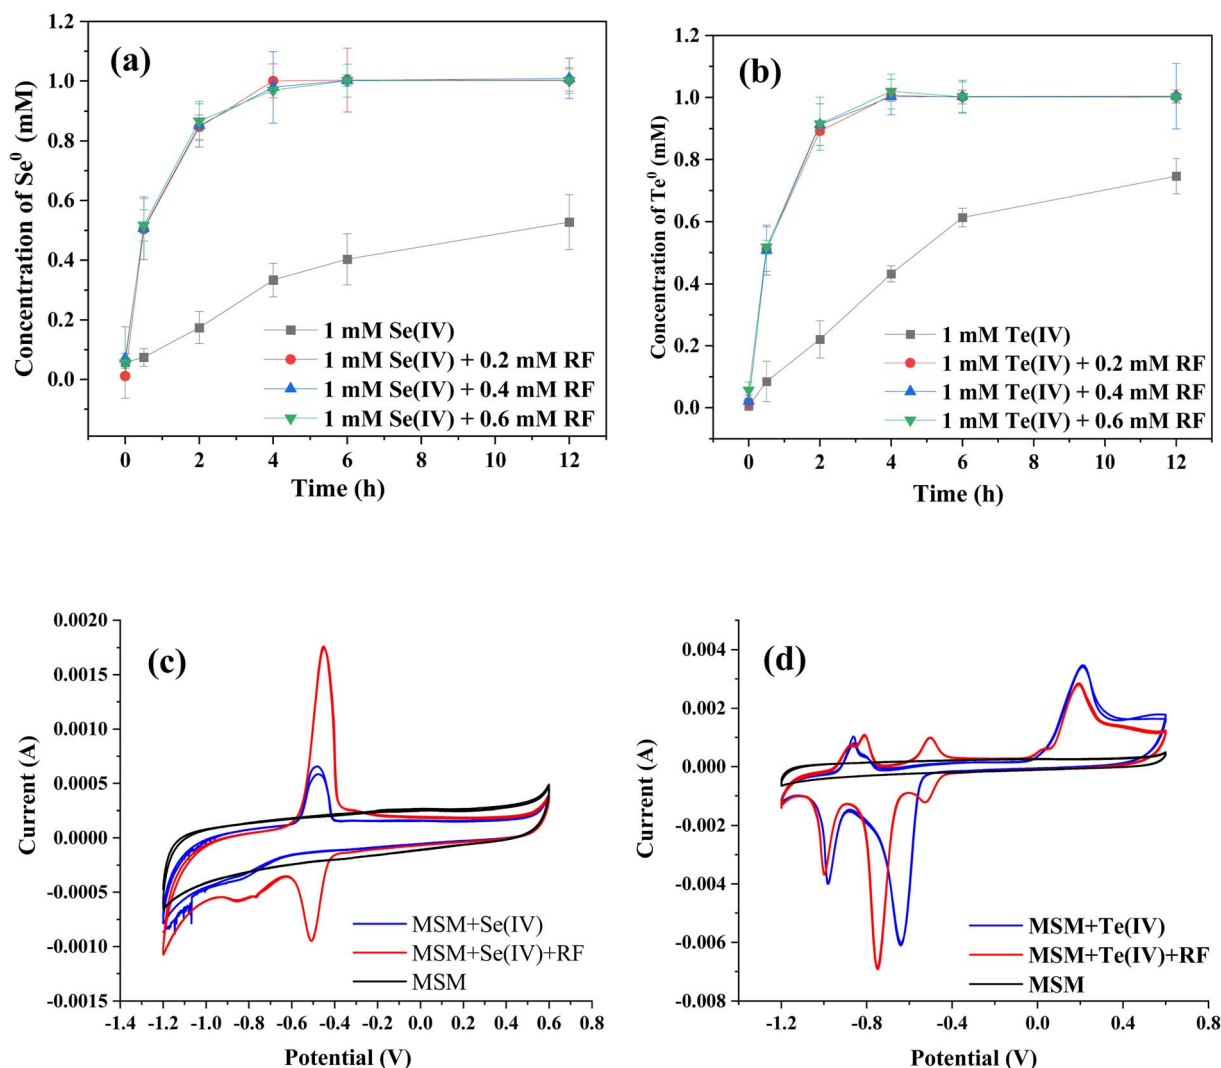 (a)
Concentration of Se⁰ (mM)
1.2
1.0
0.8
0.6
0.4
0.2
0.0
1 mM Se(IV)
1 mM Se(IV) + 0.2 mM RF
1 mM Se(IV) + 0.4 mM RF
1 mM Se(IV) + 0.6 mM RF
0 2 4 6 8 10 12
Time (h)
(b)
Concentration of Te⁰ (mM)
1.2
1.0
0.8
0.6
0.4
0.2
0.0
1 mM Te(IV)
1 mM Te(IV) + 0.2 mM RF
1 mM Te(IV) + 0.4 mM RF
1 mM Te(IV) + 0.6 mM RF
0 2 4 6 8 10 12
Time (h)
(c)
Current (A)
0.0020
0.0015
0.0010
0.0005
0.0000
-0.0005
-0.0010
-0.0015
MSM+Se(IV)
MSM+Se(IV)+RF
MSM
-1.4 -1.2 -1.0 -0.8 -0.6 -0.4 -0.2 0.0 0.2 0.4 0.6 0.8
Potential (V)
(d)
Current (A)
0.004
0.002
0.000
-0.002
-0.004
-0.006
-0.008
MSM+Te(IV)
MSM+Te(IV)+RF
MSM
-1.2 -0.8 -0.4 0.0 0.4 0.8
Potential (V)